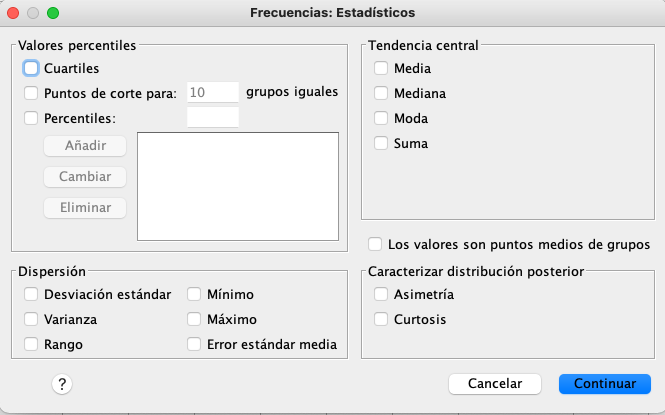 Frecuencias: Estadísticos
Valores percentiles
Cuartiles
Puntos de corte para: 10 grupos iguales
Percentiles:
Añadir
Cambiar
Eliminar
Tendencia central
Media
Mediana
Moda
Suma
Los valores son puntos medios de grupos
Dispersión
Desviación estándar Mínimo
Varianza Máximo
Rango Error estándar media
Caracterizar distribución posterior
Asimetría
Curtosis
? Cancelar Continuar